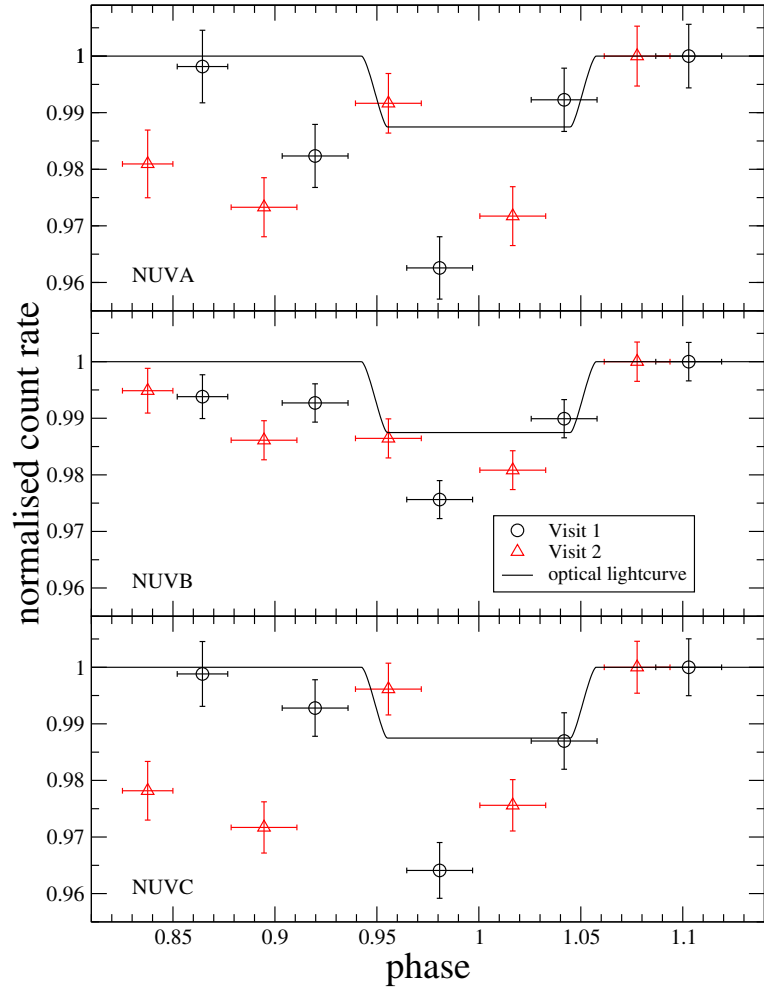 1
0.99
0.98
0.97
0.96
NUVA
1
0.99
0.98
0.97
0.96
NUVB
Visit 1
Visit 2
optical lightcurve
normalised count rate
1
0.99
0.98
0.97
0.96
NUVC
0.85 0.9 0.95 1 1.05 1.1
phase